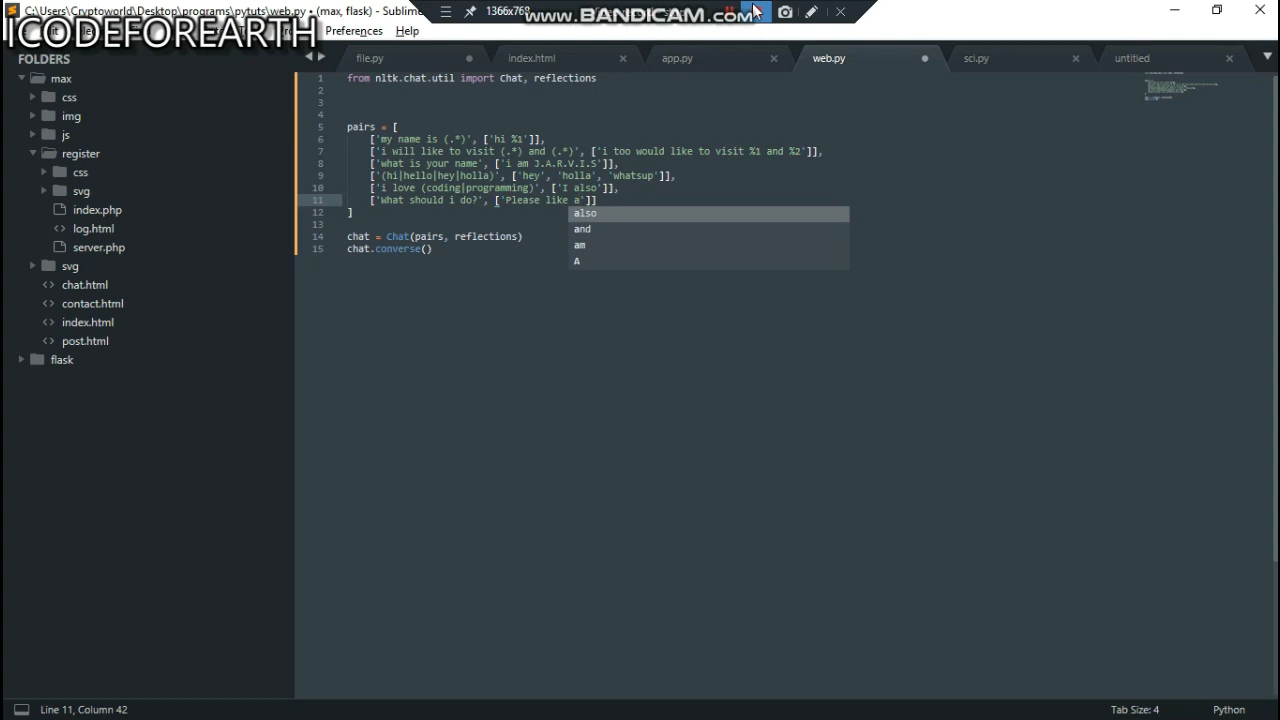 C:\Users\Cryptoworld\Desktop\programs\pytuts\web.py • (max, flask) - Sublime
1366x768
www.BANDICAM.com
ICODEFOREARTH
Preferences Help
FOLDERS
max
css
img
js
register
css
svg
index.php
log.html
server.php
svg
chat.html
contact.html
index.html
post.html
flask
file.py index.html app.py web.py sci.py untitled
1 from nltk.chat.util import Chat, reflections
2
3
4
5 pairs = [
6 ['my name is (.*)', ['hi %1']],
7 ['i will like to visit (.*) and (.*)', ['i too would like to visit %1 and %2']],
8 ['what is your name', ['i am J.A.R.V.I.S']],
9 ['(hi|hello|hey|holla)', ['hey', 'holla', 'whatsup']],
10 ['i love (coding|programming)', ['I also']],
11 ['What should i do?', ['Please like a']]
12 ]
13
14 chat = Chat(pairs, reflections)
15 chat.converse()
also
and
am
A
Line 11, Column 42
Tab Size: 4
Python